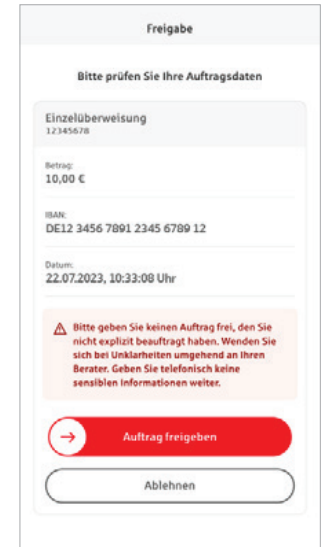 Freigabe
Bitte prüfen Sie Ihre Auftragsdaten
Einzelüberweisung
12345678
Betrag:
10,00 €
IBAN:
DE12 3456 7891 2345 6789 12
Datum:
22.07.2023, 10:33:08 Uhr
Bitte geben Sie keinen Auftrag frei, den Sie
nicht explizit beauftragt haben. Wenden Sie
sich bei Unklarheiten umgehend an Ihren
Berater. Geben Sie telefonisch keine
sensiblen Informationen weiter.
Auftrag freigeben
Ablehnen